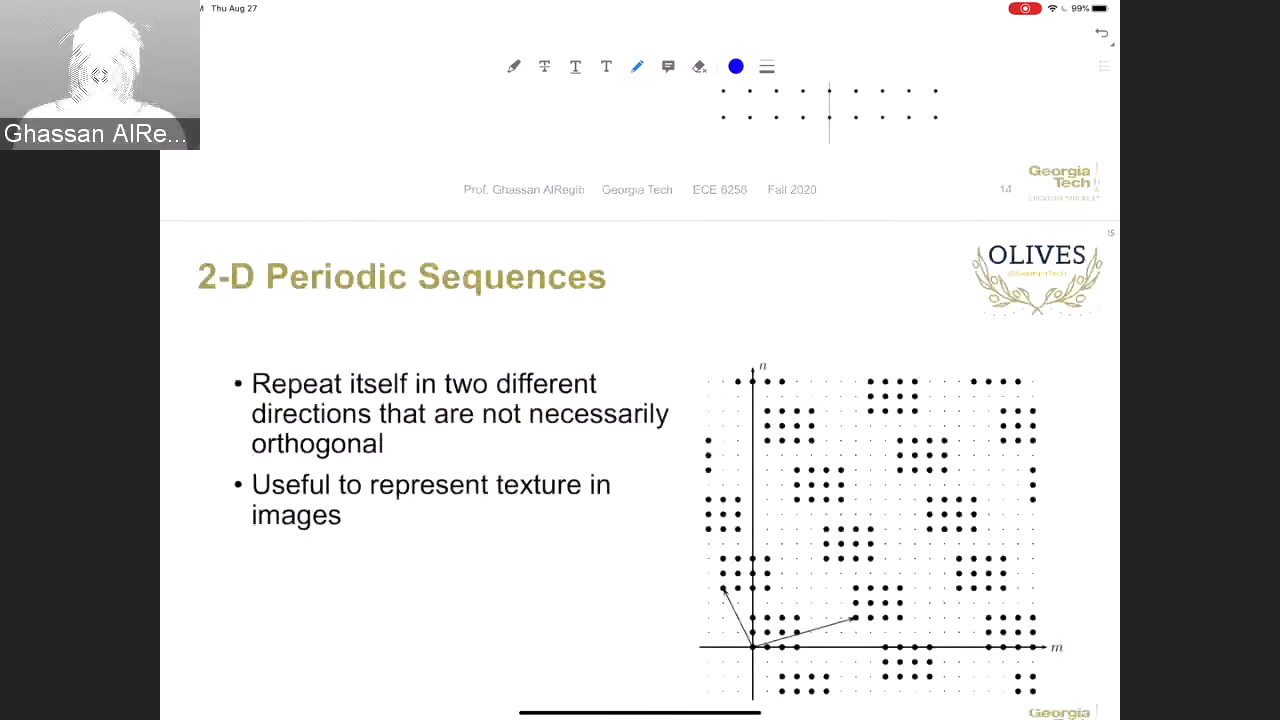 Thu Aug 27
99%
Ghassan AlRe...
Prof. Ghassan AlRegib Georgia Tech ECE 6258 Fall 2020
14
Georgia
Tech
15
2-D Periodic Sequences
OLIVES
@GeorgiaTech
• Repeat itself in two different
directions that are not necessarily
orthogonal
• Useful to represent texture in
images
n
m
Georgia